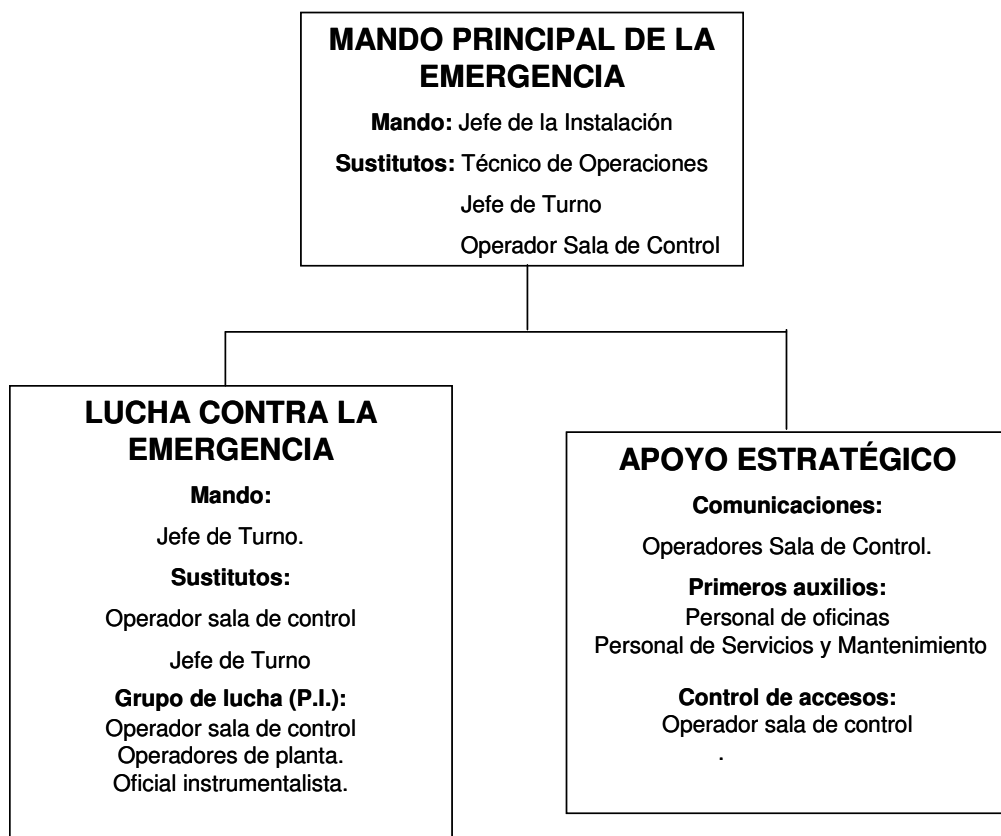 MANDO PRINCIPAL DE LA
EMERGENCIA
Mando: Jefe de la Instalación
Sustitutos: Técnico de Operaciones
Jefe de Turno
Operador Sala de Control
LUCHA CONTRA LA
EMERGENCIA
Mando:
Jefe de Turno.
Sustitutos:
Operador sala de control
Jefe de Turno
Grupo de lucha (P.I.):
Operador sala de control
Operadores de planta.
Oficial instrumentalista.
APOYO ESTRATÉGICO
Comunicaciones:
Operadores Sala de Control.
Primeros auxilios:
Personal de oficinas
Personal de Servicios y Mantenimiento
Control de accesos:
Operador sala de control
.